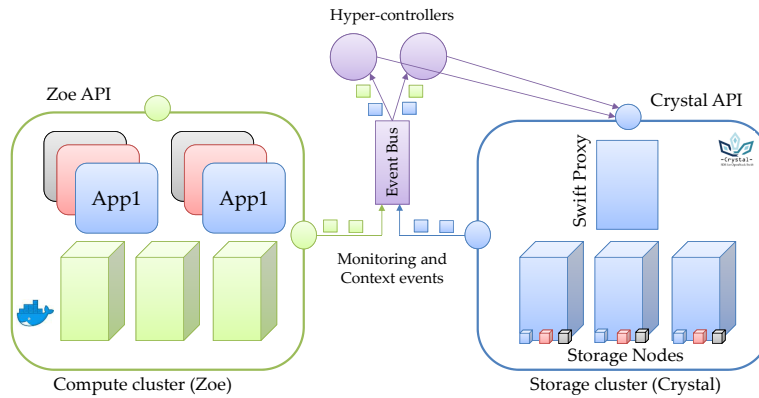 Hyper-controllers
Zoe API
Crystal API
Event Bus
Swift Proxy
-Crystal-
App1
App1
Monitoring and
Context events
Storage Nodes
Compute cluster (Zoe)
Storage cluster (Crystal)